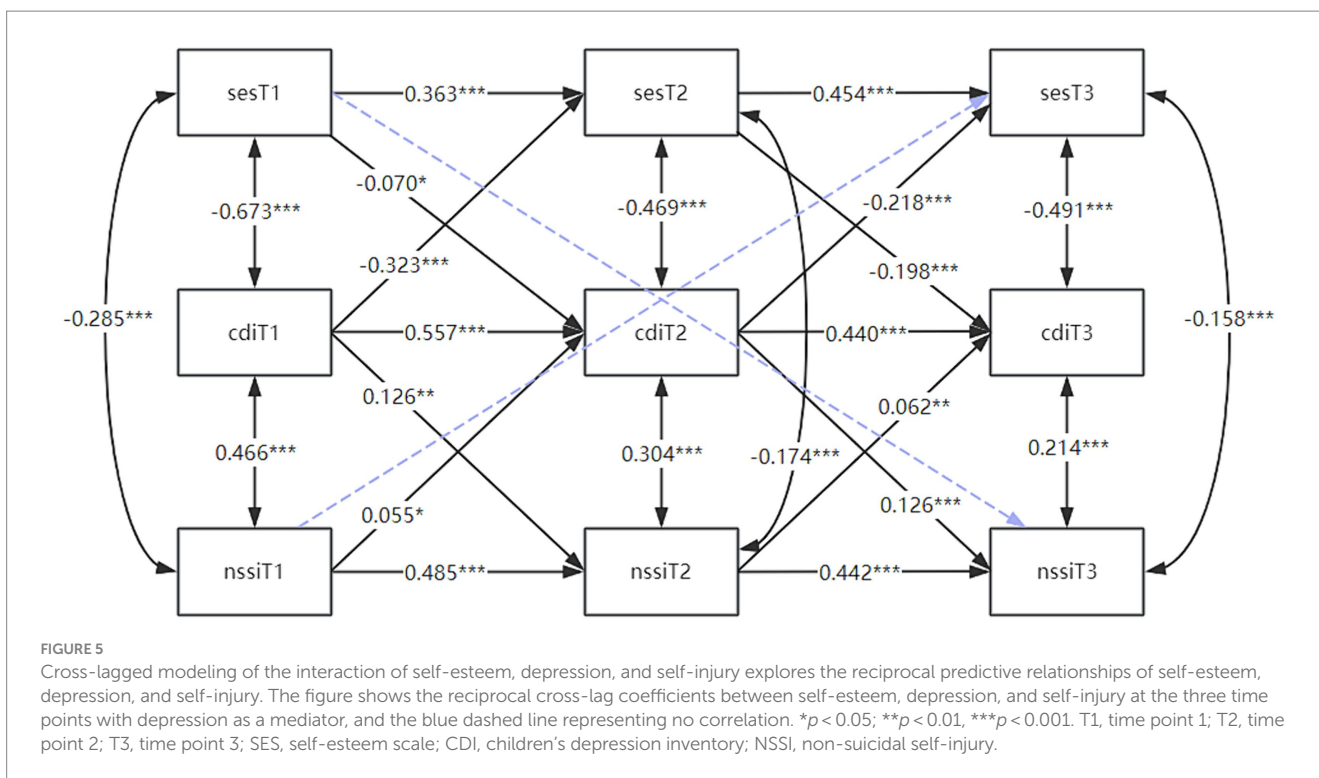 sesT1
0.363***
sesT2
0.454***
sesT3
-0.070*
-0.218***
-0.673***
-0.469***
-0.491***
-0.323***
-0.198***
-0.285***
cdiT1
0.557***
cdiT2
0.440***
cdiT3
-0.158***
0.126**
0.062**
0.466***
0.304***
-0.174***
0.214***
0.055*
0.126***
nssiT1
0.485***
nssiT2
0.442***
nssiT3
FIGURE 5
Cross-lagged modeling of the interaction of self-esteem, depression, and self-injury explores the reciprocal predictive relationships of self-esteem,
depression, and self-injury. The figure shows the reciprocal cross-lag coefficients between self-esteem, depression, and self-injury at the three time
points with depression as a mediator, and the blue dashed line representing no correlation. *p < 0.05; **p < 0.01, ***p < 0.001. T1, time point 1; T2, time
point 2; T3, time point 3; SES, self-esteem scale; CDI, children's depression inventory; NSSI, non-suicidal self-injury.